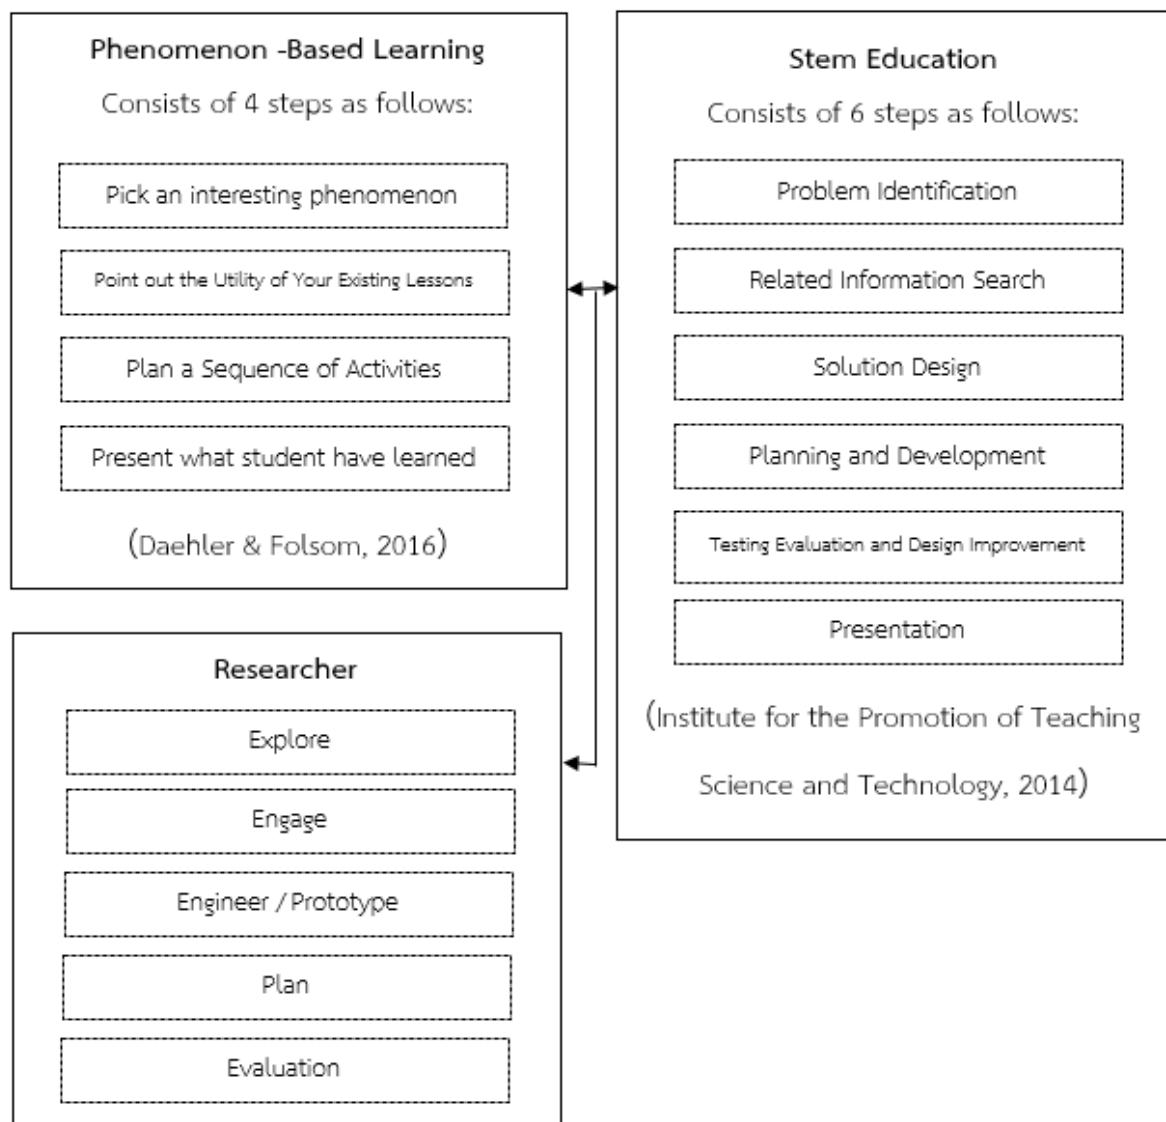 Phenomenon -Based Learning
Consists of 4 steps as follows:
Pick an interesting phenomenon
Point out the Utility of Your Existing Lessons
Plan a Sequence of Activities
Present what student have learned
(Daehler & Folsom, 2016)
Stem Education
Consists of 6 steps as follows:
Problem Identification
Related Information Search
Solution Design
Planning and Development
Testing Evaluation and Design Improvement
Presentation
(Institute for the Promotion of Teaching
Science and Technology, 2014)
Researcher
Explore
Engage
Engineer / Prototype
Plan
Evaluation